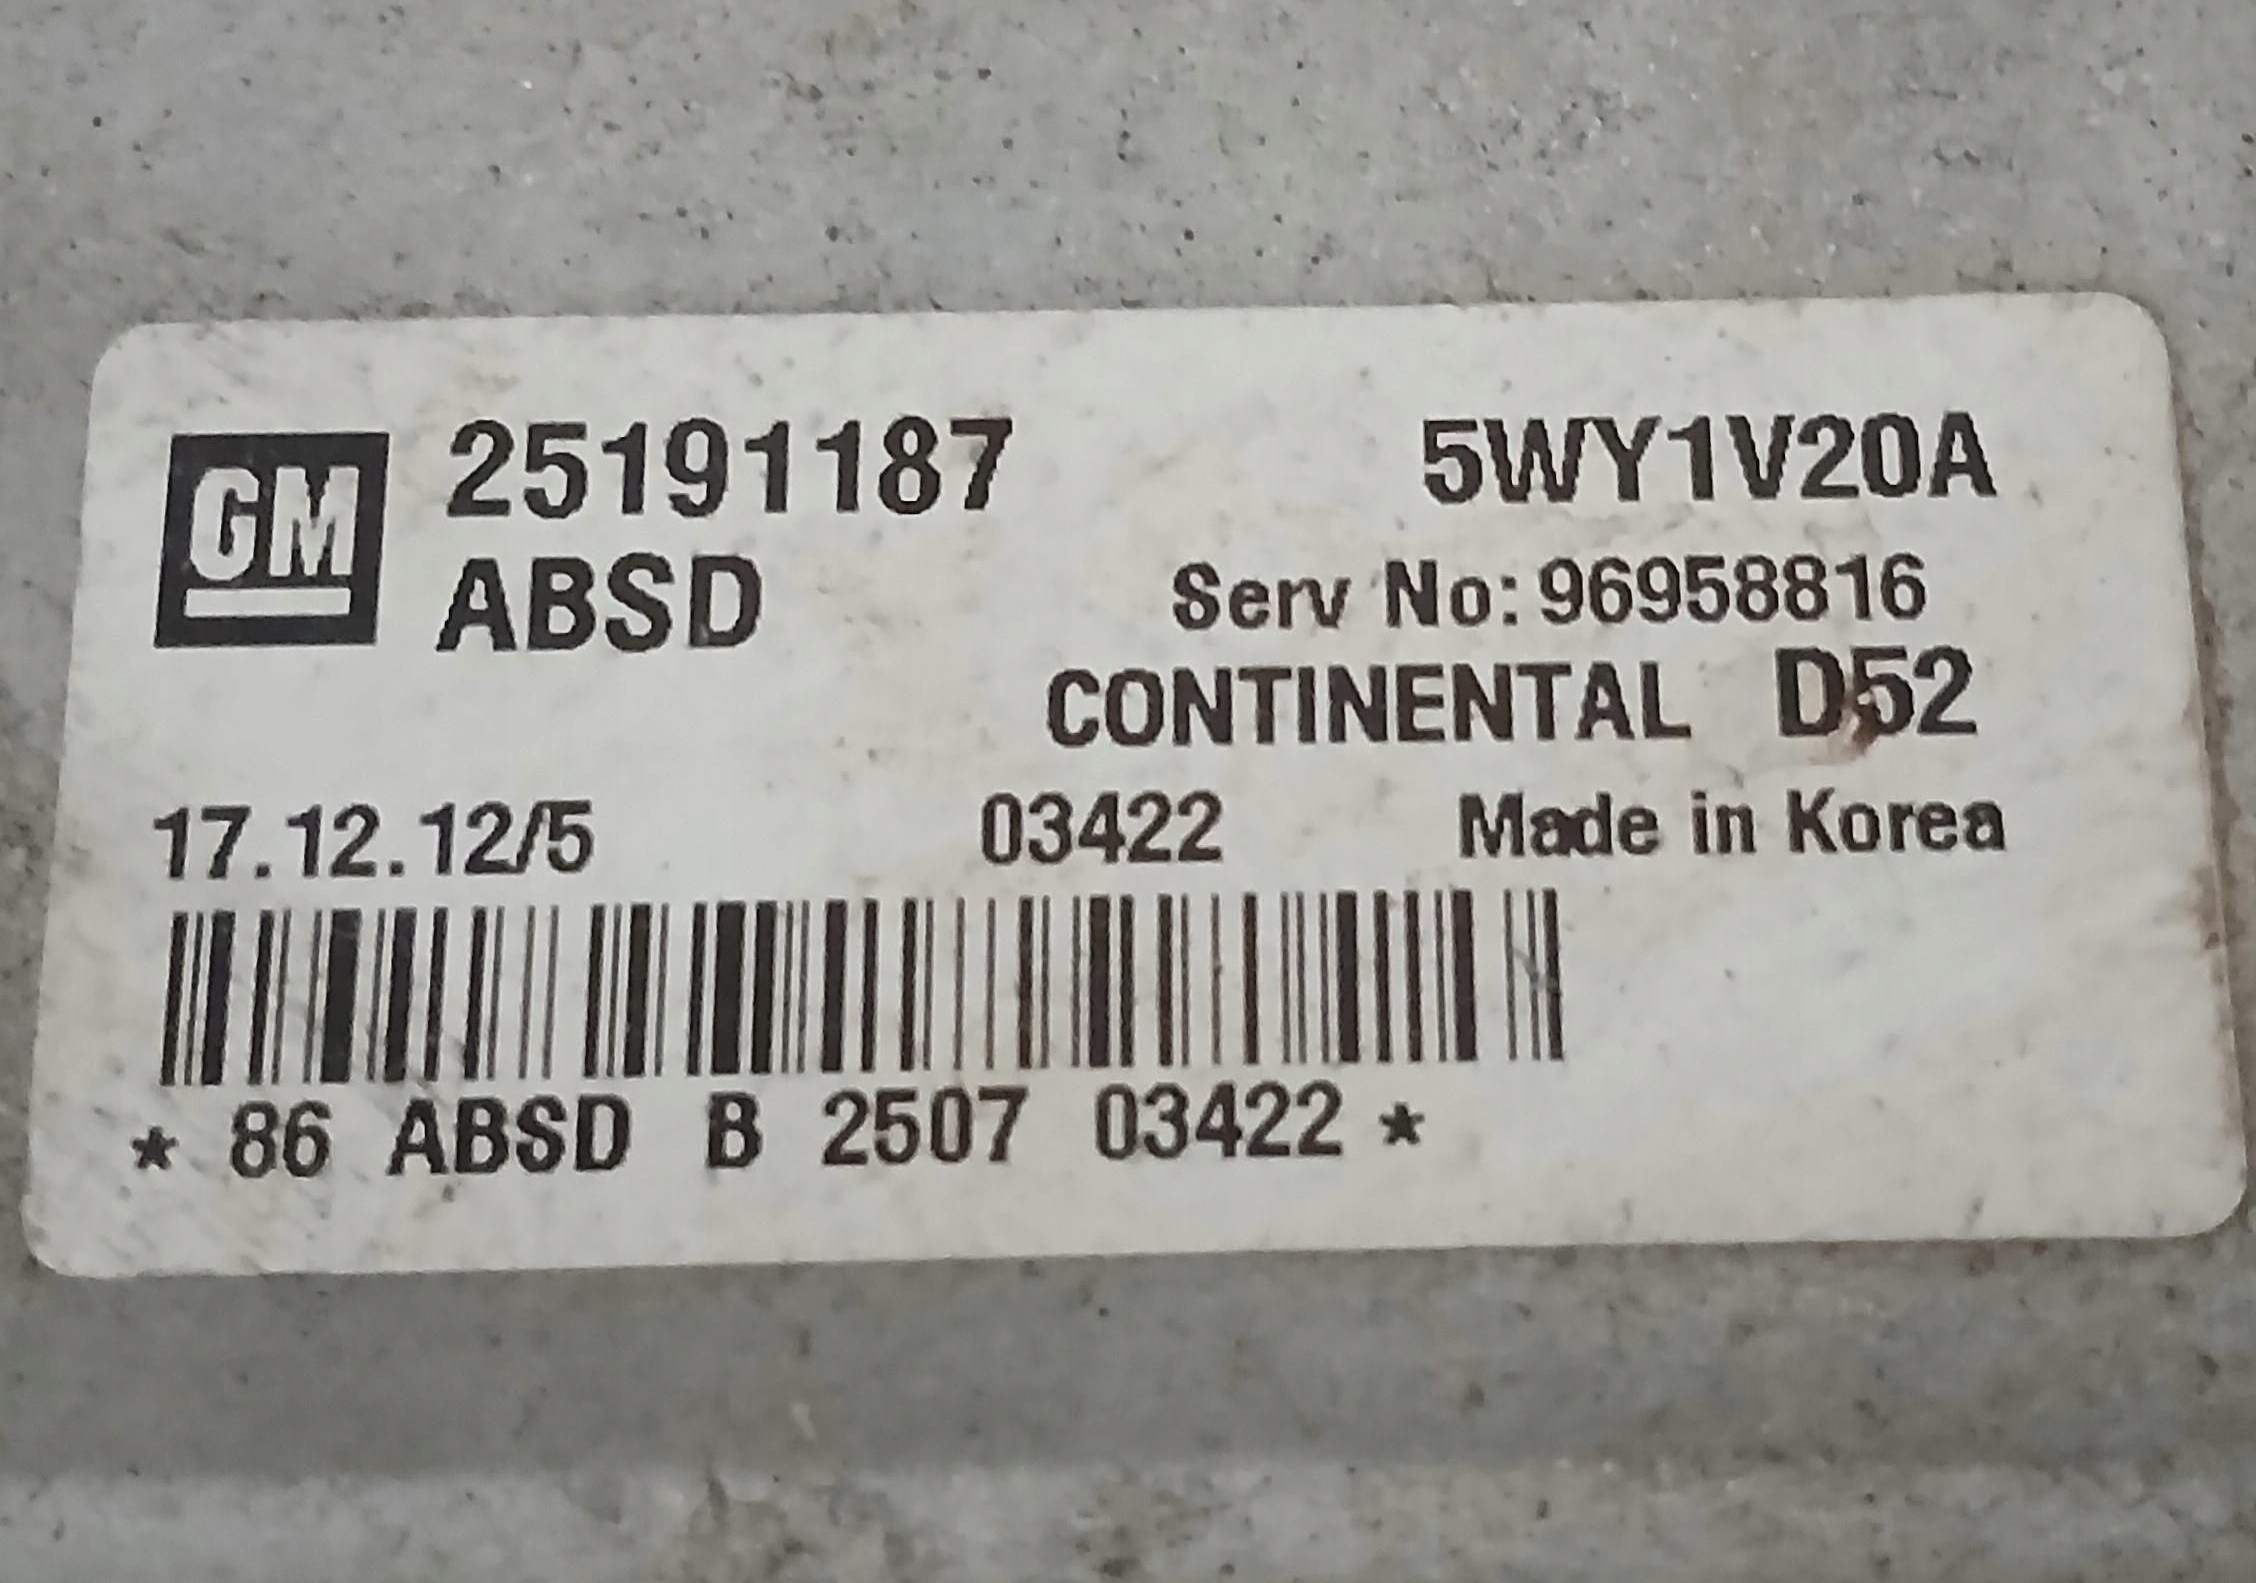 GM 25191187 5WY1V20A
ABSD Serv No: 96958816
CONTINENTAL D52
17.12.12/5 03422 Made in Korea
* 86 ABSD B 2507 03422 *